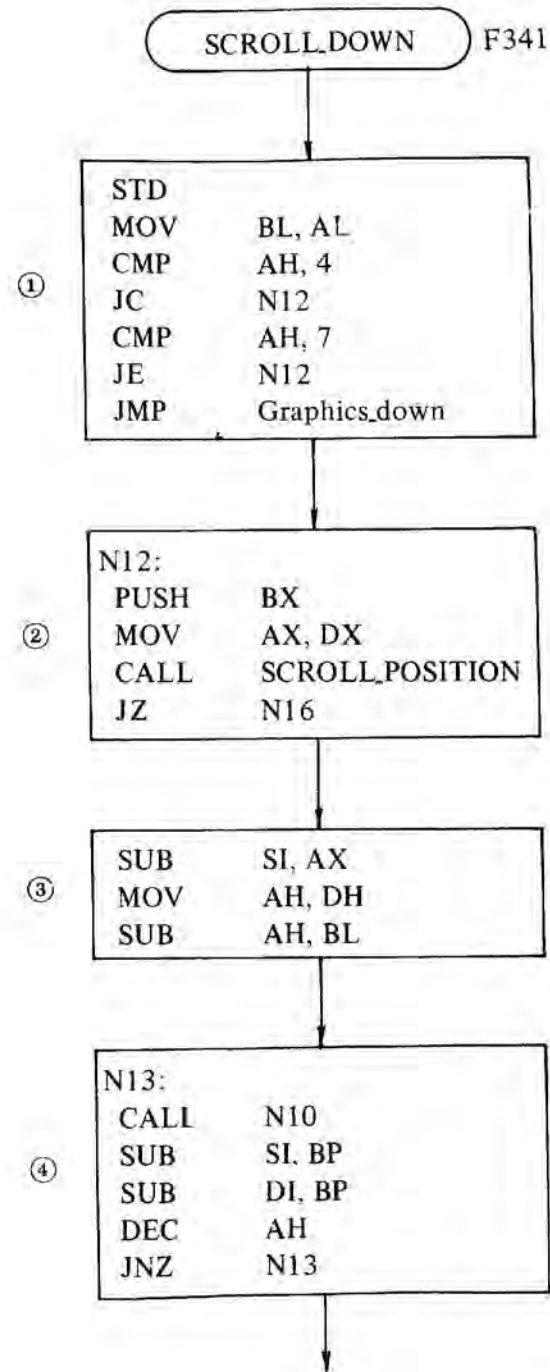 SCROLL_DOWN F341
①
STD
MOV BL, AL
CMP AH, 4
JC N12
CMP AH, 7
JE N12
JMP Graphics_down
②
N12:
PUSH BX
MOV AX, DX
CALL SCROLL_POSITION
JZ N16
③
SUB SI, AX
MOV AH, DH
SUB AH, BL
④
N13:
CALL N10
SUB SI, BP
SUB DI, BP
DEC AH
JNZ N13